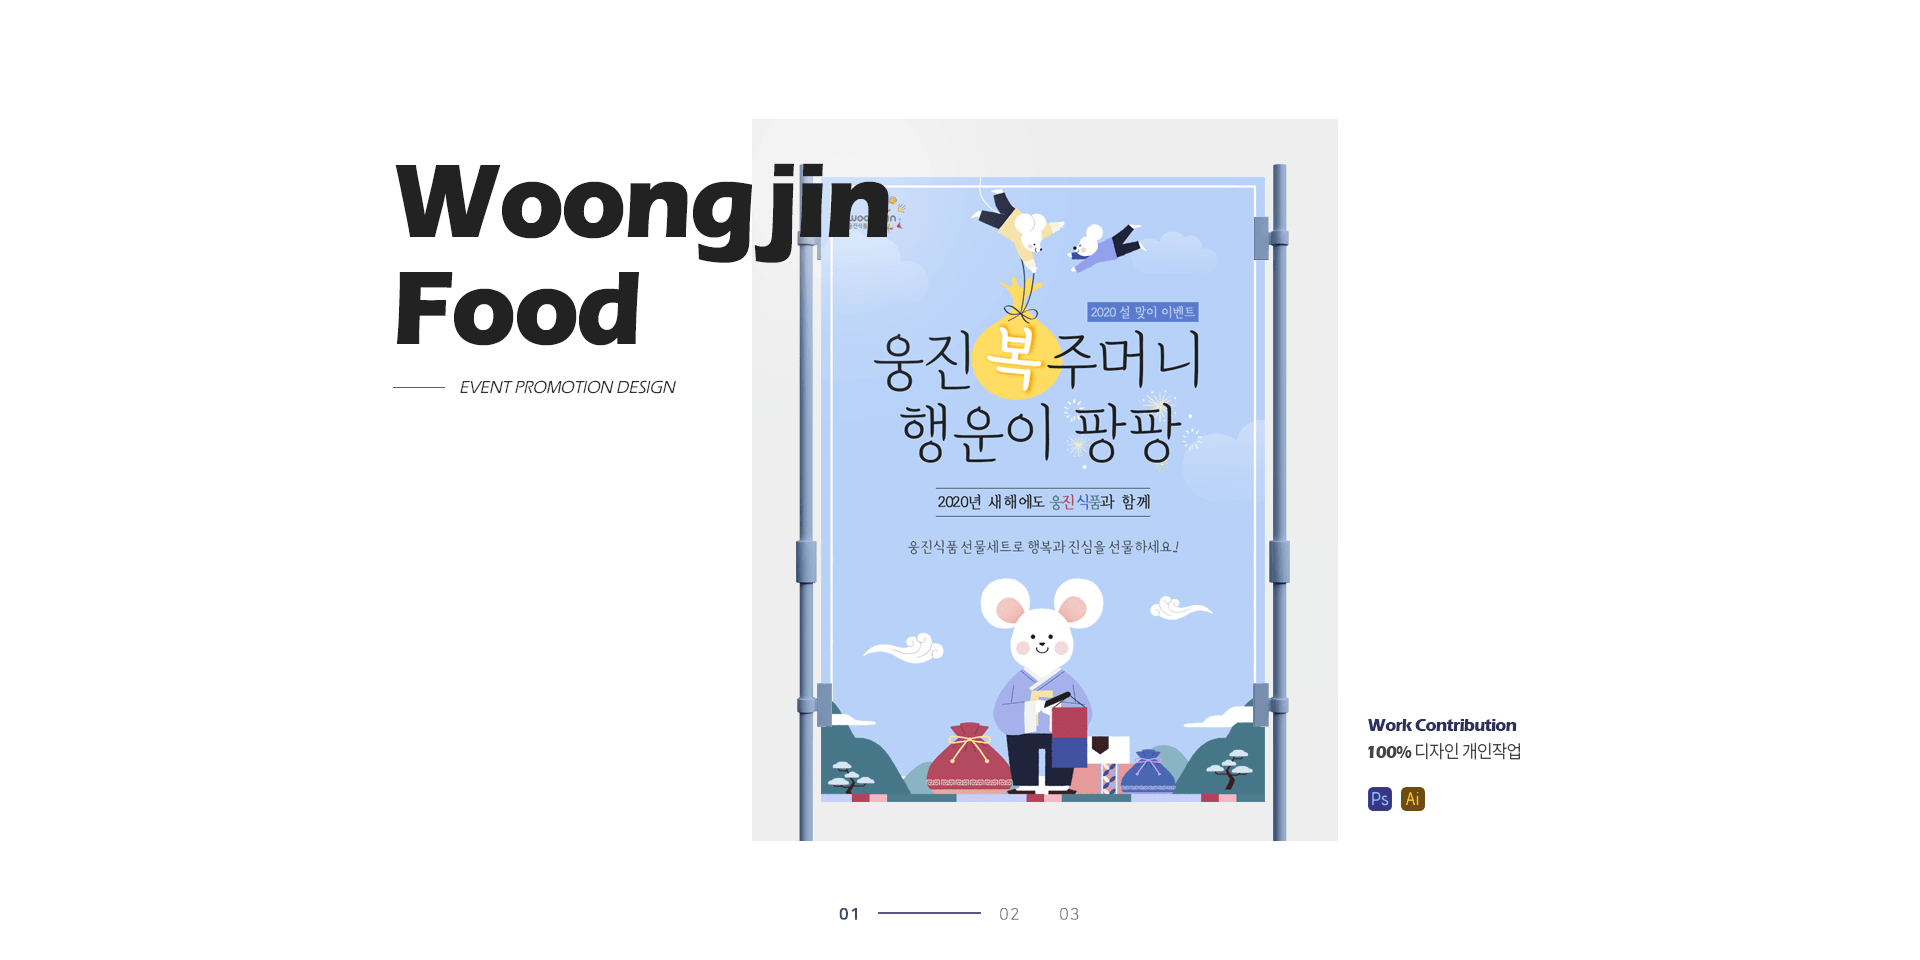 Woongjin
Food
EVENT PROMOTION DESIGN
2020 설 맞이 이벤트
웅진 복주머니
행운이 팡팡
2020년 새해에도 웅진식품과 함께
웅진식품 선물세트로 행복과 진심을 선물하세요!
Work Contribution
100% 디자인 개인작업
Ps Ai
01 02 03